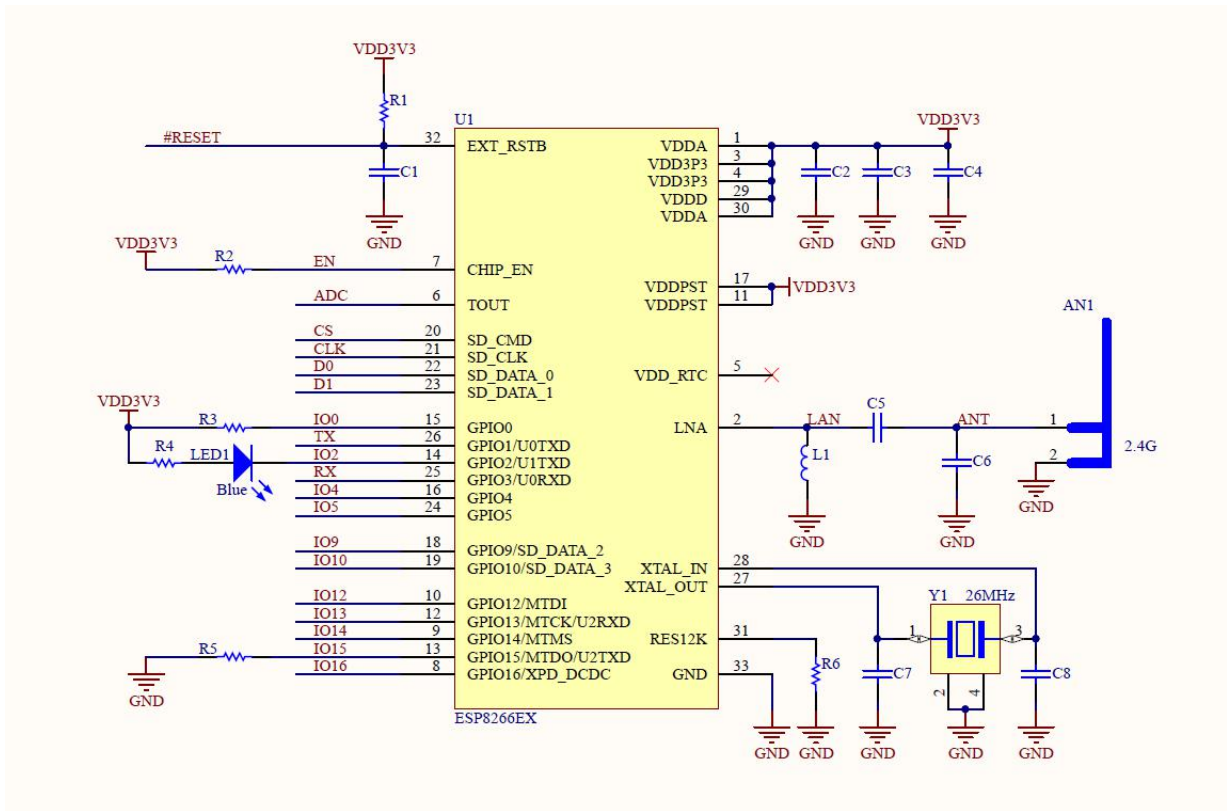 VDD3V3
R1
#RESET
C1
GND
VDD3V3
R2
EN
ADC
CS
CLK
D0
D1
VDD3V3
R3
IO0
TX
R4
LED1
IO2
Blue
RX
IO4
IO5
IO9
IO10
IO12
IO13
IO14
R5
IO15
IO16
GND
U1
32 EXT_RSTB
7 CHIP_EN
6 TOUT
20 SD_CMD
21 SD_CLK
22 SD_DATA_0
23 SD_DATA_1
15 GPIO0
26 GPIO1/U0TXD
14 GPIO2/U1TXD
25 GPIO3/U0RXD
16 GPIO4
24 GPIO5
18 GPIO9/SD_DATA_2
19 GPIO10/SD_DATA_3
10 GPIO12/MTDI
12 GPIO13/MTCK/U2RXD
9 GPIO14/MTMS
13 GPIO15/MTDO/U2TXD
8 GPIO16/XPD_DCDC
ESP8266EX
VDDA 1
VDD3P3 3
VDD3P3 4
VDDD 29
VDDA 30
VDDPST 17
VDDPST 11
VDD_RTC 5
LNA 2
XTAL_IN 28
XTAL_OUT 27
RES12K 31
GND 33
VDD3V3
C2
C3
C4
GND
GND
GND
VDD3V3
AN1
LAN
C5
ANT
1
2
2.4G
L1
C6
GND
GND
GND
Y1 26MHz
1
3
R6
C7
2
4
C8
GND
GND
GND
GND
GND